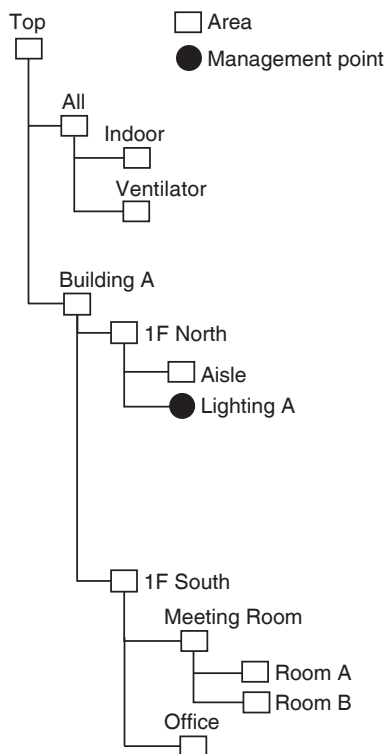 Top
Area
Management point
All
Indoor
Ventilator
Building A
1F North
Aisle
Lighting A
1F South
Meeting Room
Room A
Room B
Office